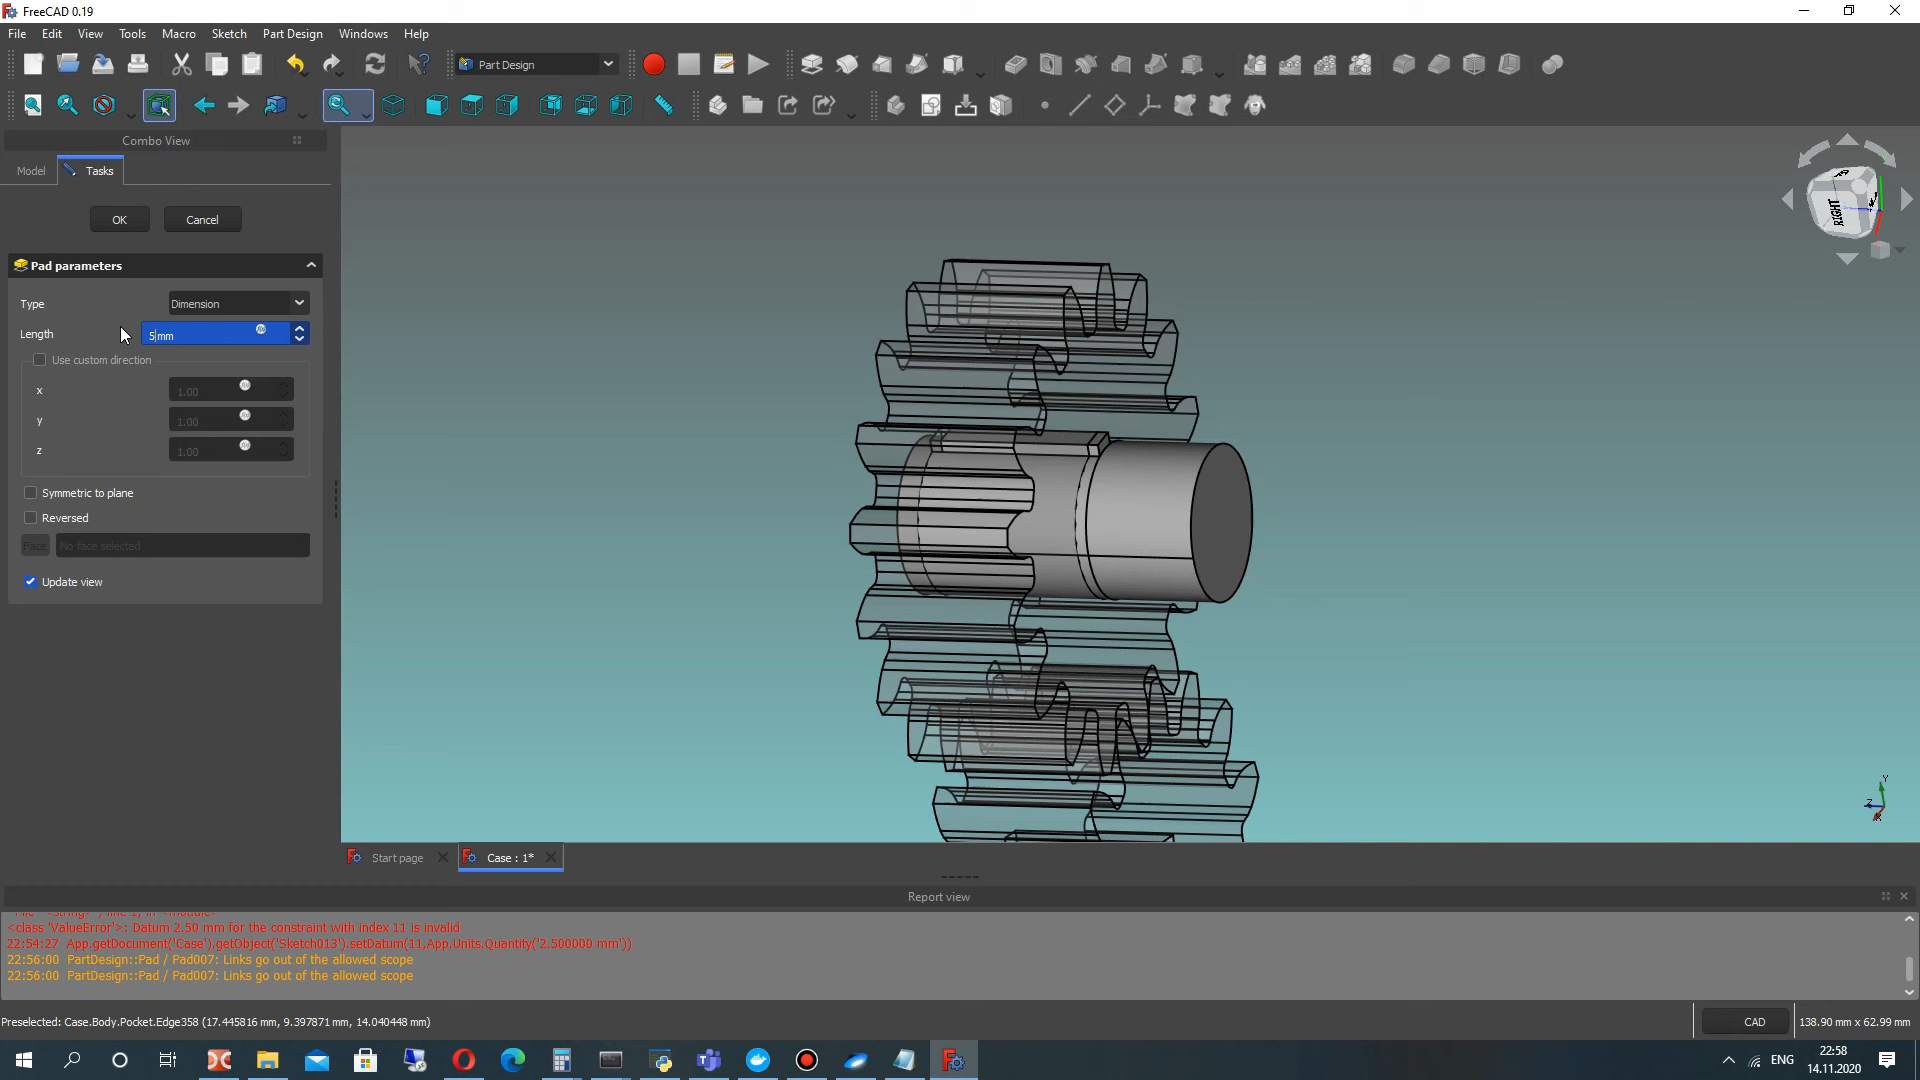 FreeCAD 0.19
File Edit View Tools Macro Sketch Part Design Windows Help
Part Design
Combo View
Model
Tasks
OK
Cancel
Pad parameters
Type
Dimension
Length
5 mm
Use custom direction
x
1.00
y
1.00
z
1.00
Symmetric to plane
Reversed
Face
No face selected
Update view
RIGHT
Y
Z
X
Start page
Case : 1*
Report view
<class 'ValueError'>: Datum 2.50 mm for the constraint with index 11 is invalid
22:54:27 App.getDocument('Case').getObject('Sketch013').setDatum(11,App.Units.Quantity('2.500000 mm'))
22:56:00 PartDesign::Pad / Pad007: Links go out of the allowed scope
22:56:00 PartDesign::Pad / Pad007: Links go out of the allowed scope
Preselected: Case.Body.Pocket.Edge358 (17.445816 mm, 9.397871 mm, 14.040448 mm)
CAD
138.90 mm x 62.99 mm
ENG
22:58
14.11.2020